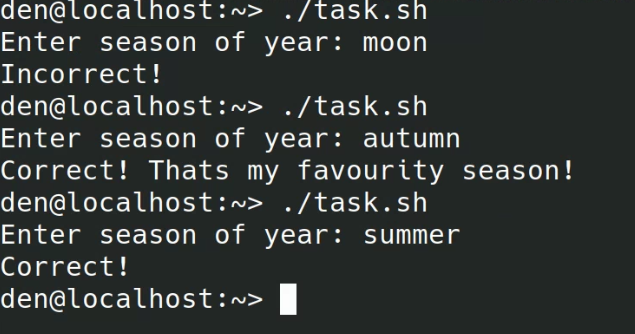 den@localhost:~> ./task.sh
Enter season of year: moon
Incorrect!
den@localhost:~> ./task.sh
Enter season of year: autumn
Correct! Thats my favourity season!
den@localhost:~> ./task.sh
Enter season of year: summer
Correct!
den@localhost:~>